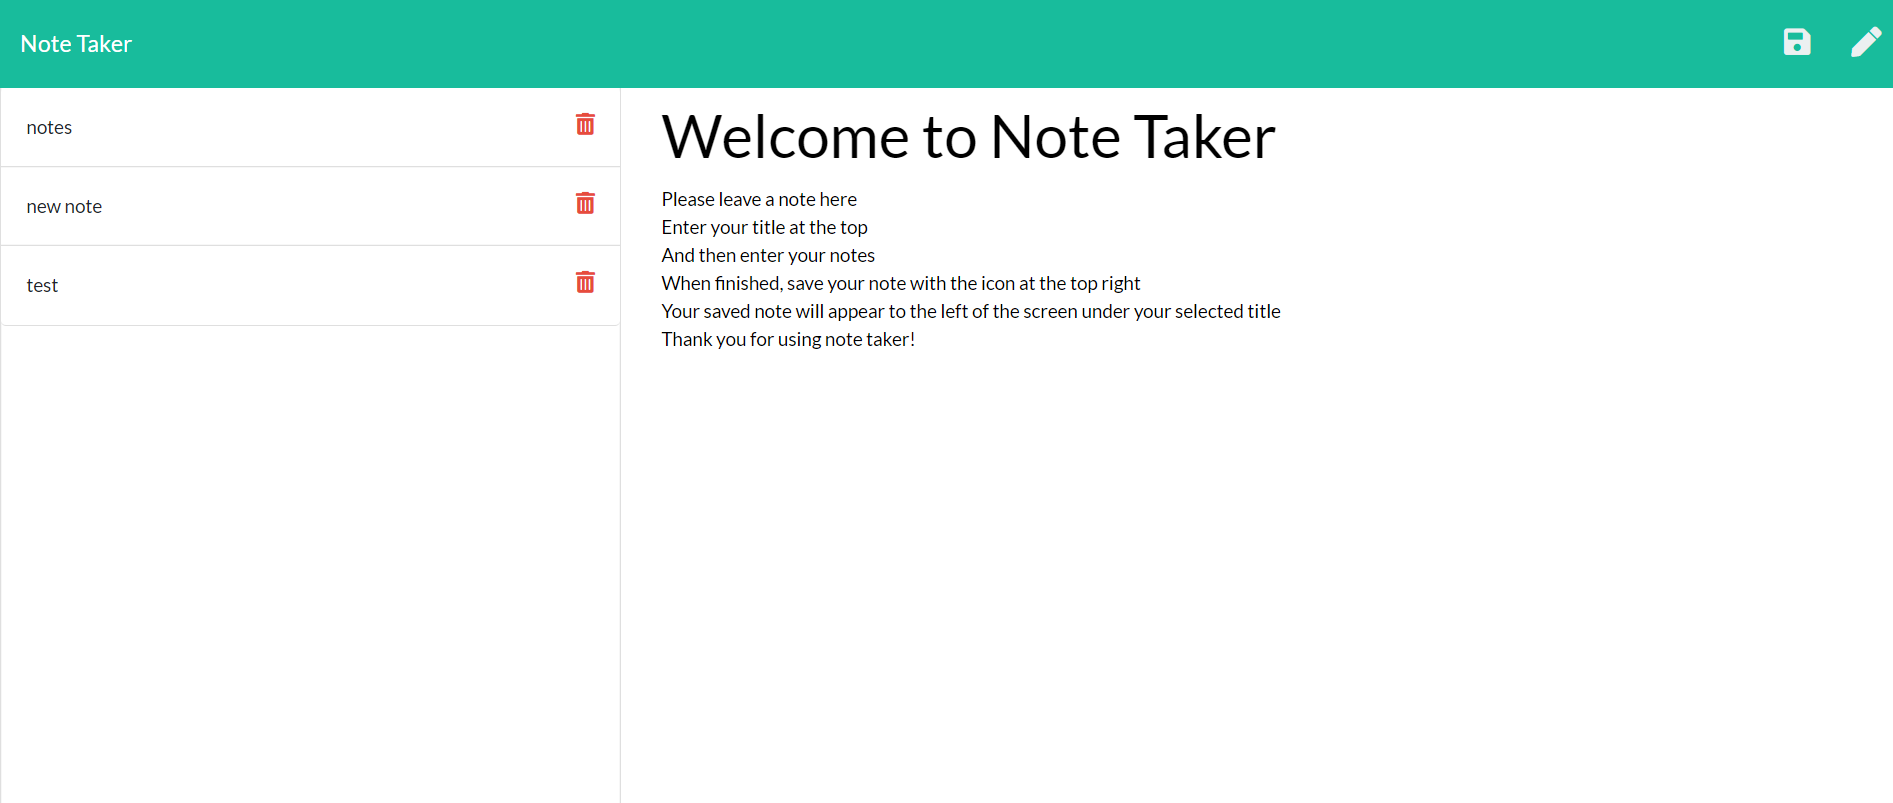 Note Taker
notes
new note
test
Welcome to Note Taker
Please leave a note here
Enter your title at the top
And then enter your notes
When finished, save your note with the icon at the top right
Your saved note will appear to the left of the screen under your selected title
Thank you for using note taker!